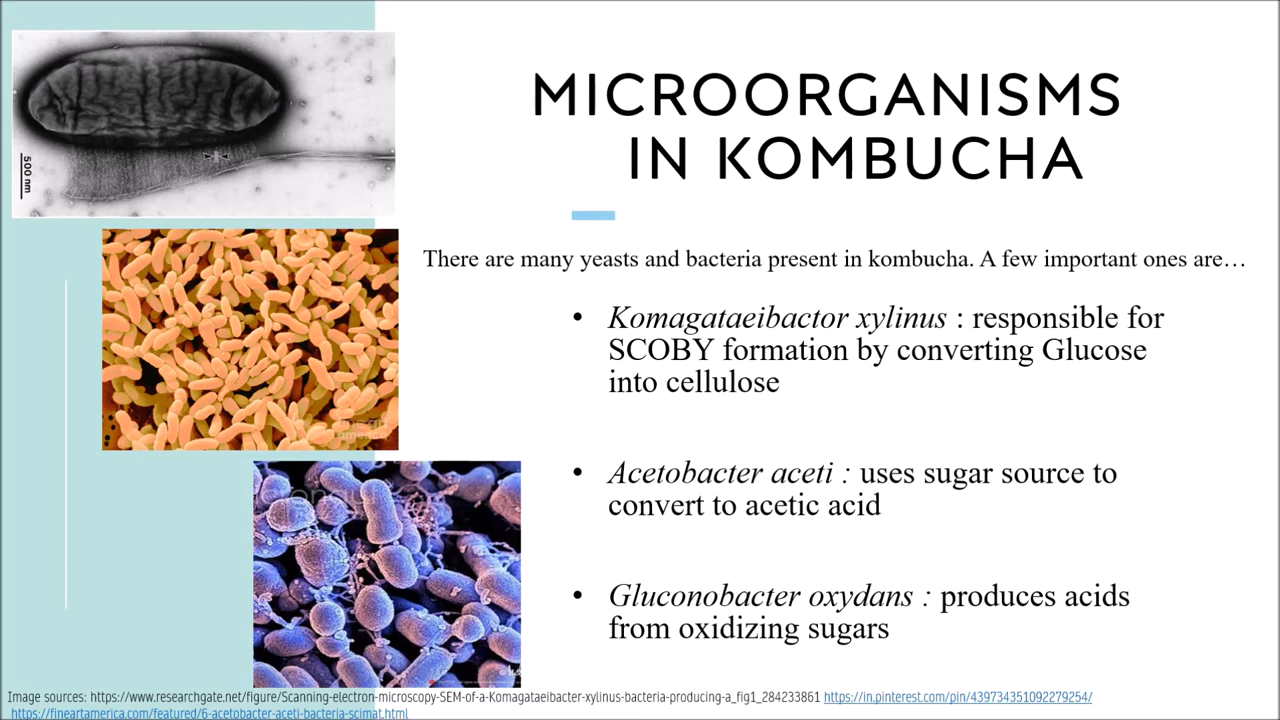 MICROORGANISMS
IN KOMBUCHA
500 nm
There are many yeasts and bacteria present in kombucha. A few important ones are…
• Komagataeibactor xylinus : responsible for
SCOBY formation by converting Glucose
into cellulose
• Acetobacter aceti : uses sugar source to
convert to acetic acid
• Gluconobacter oxydans : produces acids
from oxidizing sugars
Image sources: https://www.researchgate.net/figure/Scanning-electron-microscopy-SEM-of-a-Komagataeibacter-xylinus-bacteria-producing-a_fig1_284233861 https://in.pinterest.com/pin/439734351092279254/
https://fineartamerica.com/featured/6-acetobacter-aceti-bacteria-scimat.html